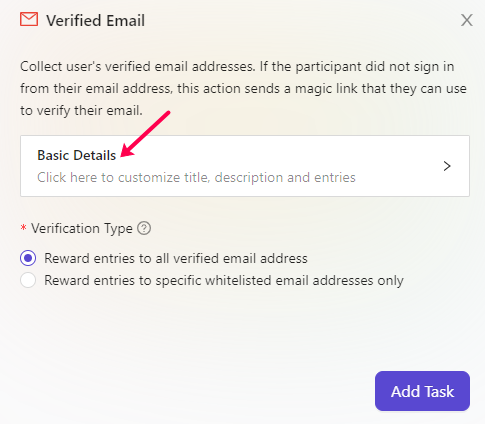 Verified Email
X
Collect user's verified email addresses. If the participant did not sign in
from their email address, this action sends a magic link that they can use
to verify their email.
Basic Details
Click here to customize title, description and entries
* Verification Type ?
Reward entries to all verified email address
Reward entries to specific whitelisted email addresses only
Add Task